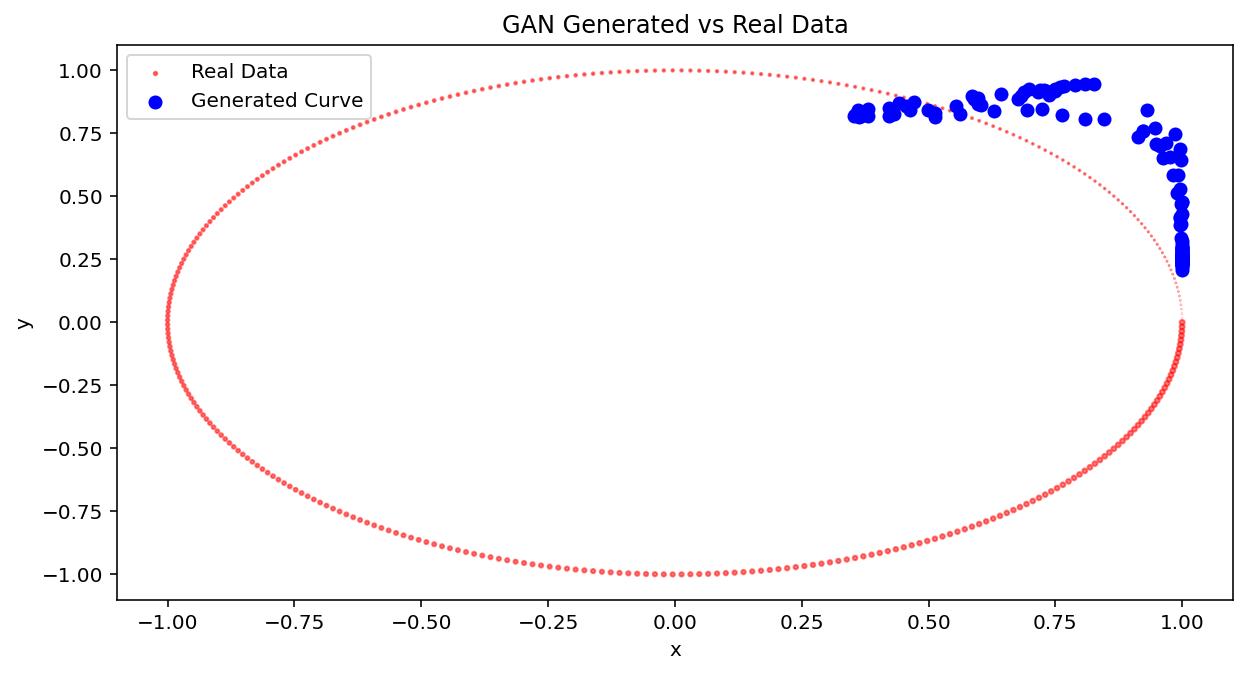 GAN Generated vs Real Data
Real Data
Generated Curve
1.00
0.75
0.50
0.25
0.00
−0.25
−0.50
−0.75
−1.00
y
−1.00 −0.75 −0.50 −0.25 0.00 0.25 0.50 0.75 1.00
x